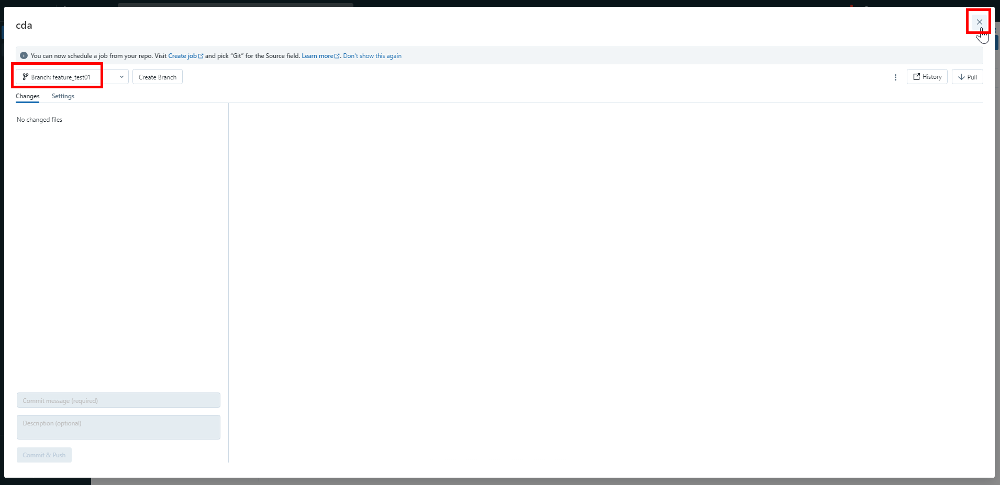 cda
You can now schedule a job from your repo. Visit Create job and pick “Git” for the Source field. Learn more. Don't show this again
Branch: feature_test01
Create Branch
History
Pull
Changes
Settings
No changed files
Commit message (required)
Description (optional)
Commit & Push